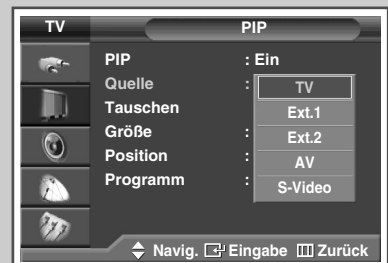 TV PIP
PIP : Ein
Quelle : TV
Tauschen Ext.1
Größe : Ext.2
Position : AV
Programm : S-Video
Navig. Eingabe Zurück